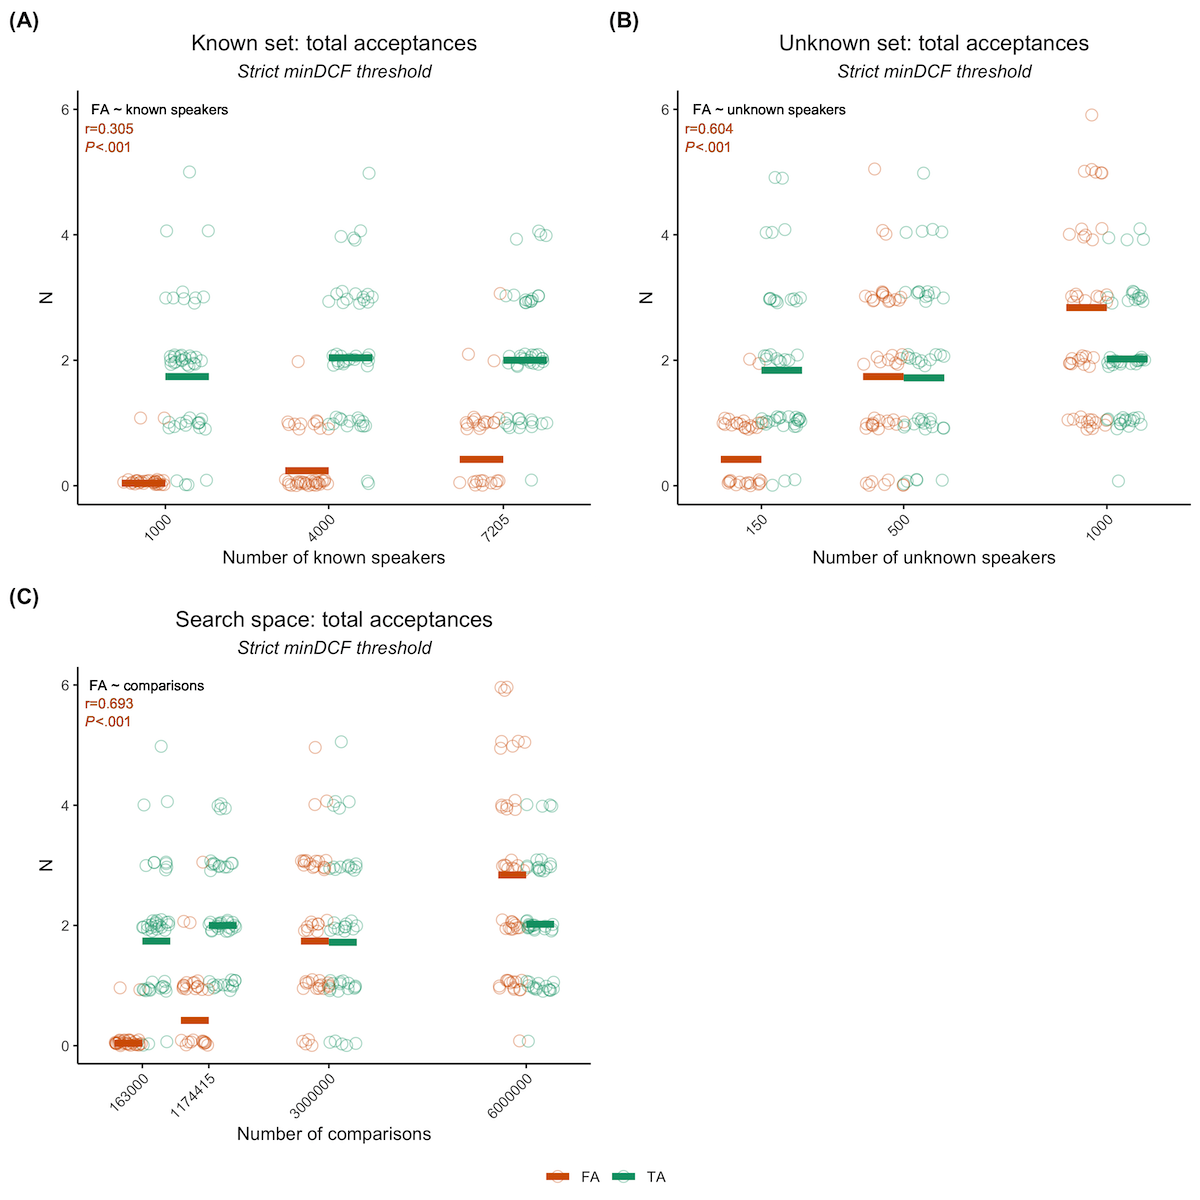 (A)
Known set: total acceptances
Strict minDCF threshold
FA ~ known speakers
r=0.305
P<.001
N
6
4
2
0
1000
4000
7205
Number of known speakers
(B)
Unknown set: total acceptances
Strict minDCF threshold
FA ~ unknown speakers
r=0.604
P<.001
N
6
4
2
0
150
500
1000
Number of unknown speakers
(C)
Search space: total acceptances
Strict minDCF threshold
FA ~ comparisons
r=0.693
P<.001
N
6
4
2
0
163000
1174415
3000000
6000000
Number of comparisons
FA TA